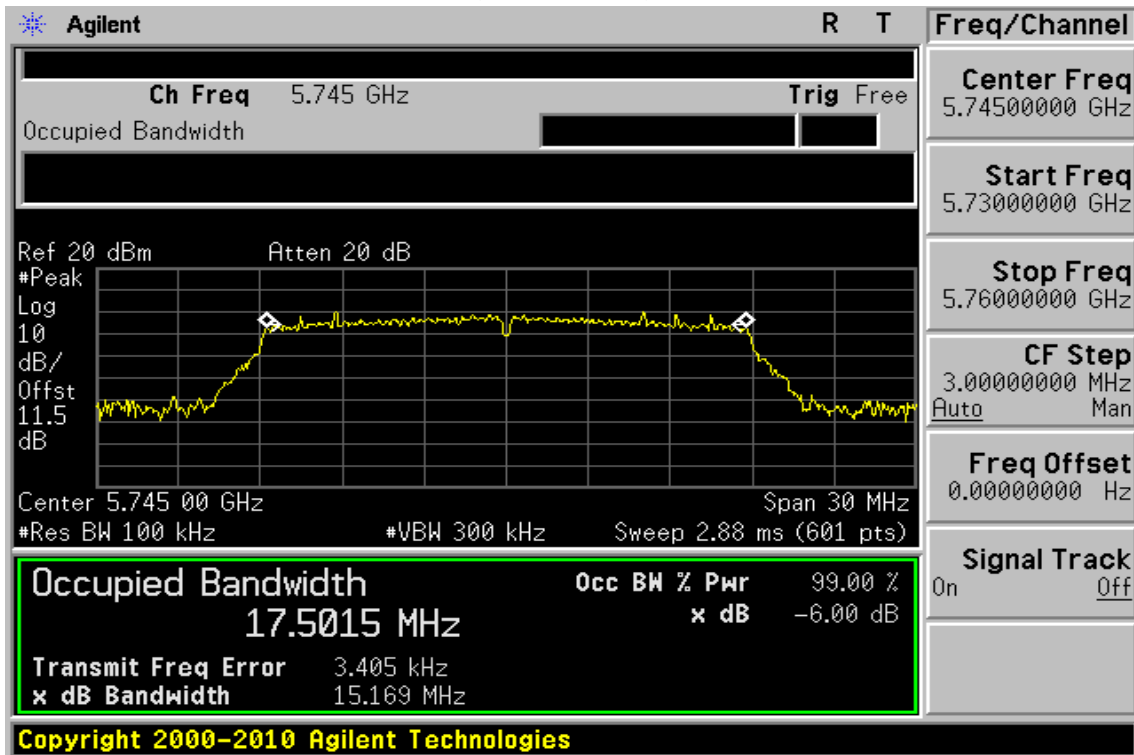 Agilent R T Freq/Channel
Ch Freq 5.745 GHz Trig Free
Occupied Bandwidth
Center Freq
5.74500000 GHz
Start Freq
5.73000000 GHz
Stop Freq
5.76000000 GHz
CF Step
3.00000000 MHz
Auto Man
Freq Offset
0.00000000 Hz
Signal Track
On Off
Ref 20 dBm Atten 20 dB
#Peak
Log
10
dB/
Offst
11.5
dB
Center 5.745 00 GHz Span 30 MHz
#Res BW 100 kHz #VBW 300 kHz Sweep 2.88 ms (601 pts)
Occupied Bandwidth Occ BW % Pwr 99.00 %
17.5015 MHz x dB -6.00 dB
Transmit Freq Error 3.405 kHz
x dB Bandwidth 15.169 MHz
Copyright 2000-2010 Agilent Technologies